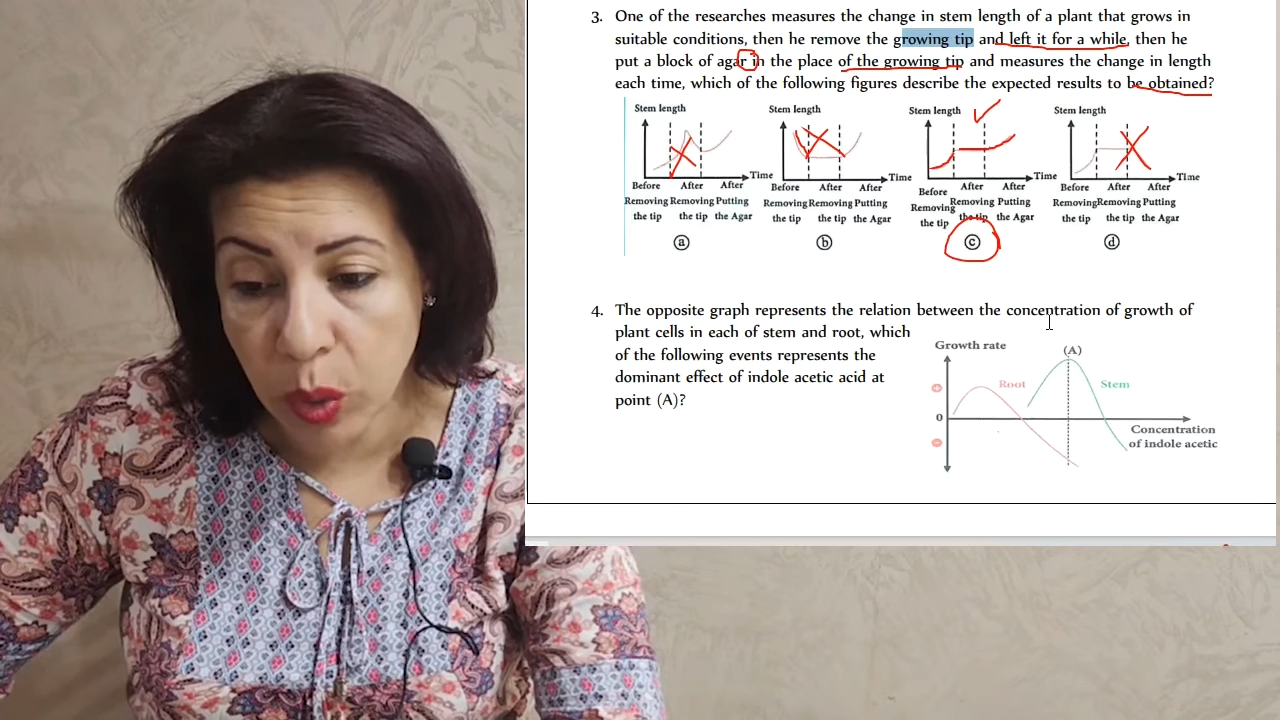 3. One of the researches measures the change in stem length of a plant that grows in
suitable conditions, then he remove the growing tip and left it for a while, then he
put a block of agar in the place of the growing tip and measures the change in length
each time, which of the following figures describe the expected results to be obtained?
Stem length
Time
Before Removing the tip
After Removing the tip
After Putting the Agar
a
Stem length
Time
Before Removing the tip
After Removing the tip
After Putting the Agar
b
Stem length
Time
Before Removing the tip
After Removing the tip
After Putting the Agar
c
Stem length
Time
Before Removing the tip
After Removing the tip
After Putting the Agar
d
4. The opposite graph represents the relation between the concentration of growth of
plant cells in each of stem and root, which
of the following events represents the
dominant effect of indole acetic acid at
point (A)?
Growth rate
(A)
+
Root
Stem
0
-
Concentration
of indole acetic